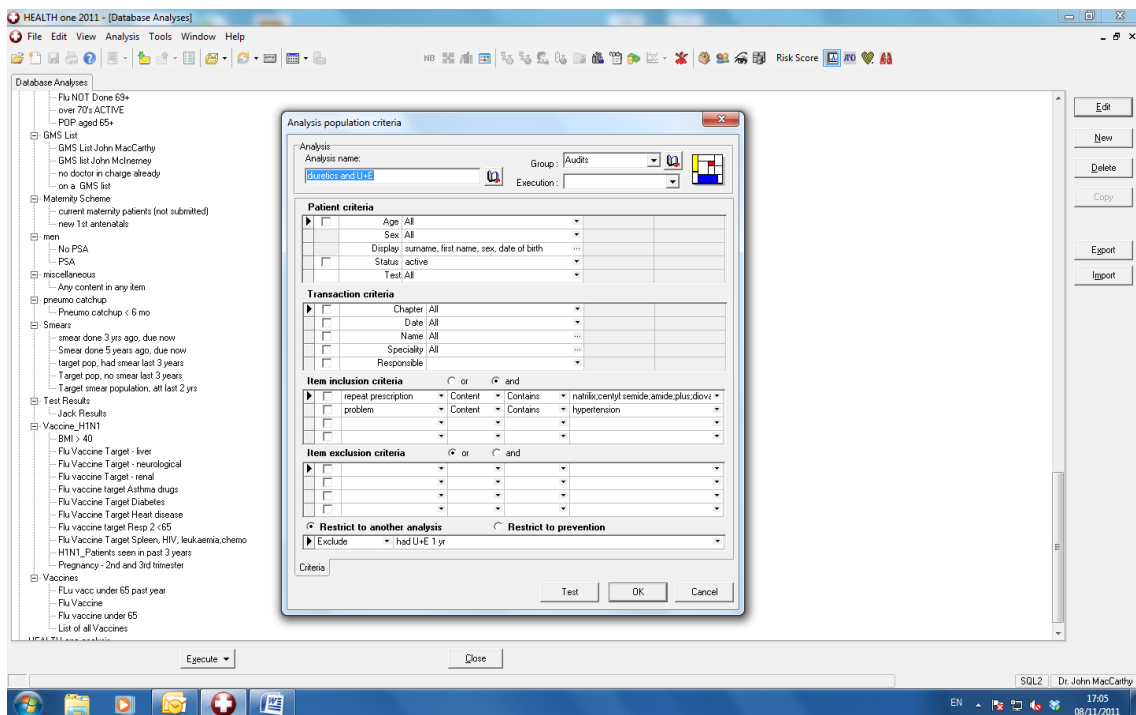 HEALTH one 2011 - [Database Analyses]
File Edit View Analysis Tools Window Help
NB Risk Score
Database Analyses
Flu NOT Done 69+
over 70's ACTIVE
POP aged 65+
GMS List
GMS List John MacCarthy
GMS list John McInerney
no doctor in charge already
on a GMS list
Maternity Scheme
current maternity patients (not submitted)
new 1st antenatals
men
No PSA
PSA
miscellaneous
Any content in any item
pneumo catchup
Pneumo catchup < 6 mo
Smears
smear done 3 yrs ago, due now
Smear done 5 years ago, due now
target pop, had smear last 3 years
Target pop, no smear last 3 years
Target smear population, att last 2 yrs
Test Results
Jack Results
Vaccine_H1N1
BMI > 40
Flu Vaccine Target - liver
Flu Vaccine Target - neurological
Flu vaccine Target - renal
Flu vaccine target Asthma drugs
Flu Vaccine Target Diabetes
Flu Vaccine Target Heart disease
Flu vaccine target Resp 2 <65
Flu Vaccine Target Spleen, HIV, leukaemia,chemo
H1N1_Patients seen in past 3 years
Pregnancy - 2nd and 3rd trimester
Vaccines
FLu vacc under 65 past year
Flu Vaccine
Flu vaccine under 65
List of all Vaccines
Analysis population criteria
Analysis
Analysis name:
diuretics and U+E
Group : Audits
Execution :
Patient criteria
Age All
Sex All
Display surname, first name, sex, date of birth ...
Status active
Test All
Transaction criteria
Chapter All
Date All
Name All ...
Speciality All ...
Responsible
Item inclusion criteria or and
repeat prescription Content Contains natrilix;centyl:semide;amide;plus;diova
problem Content Contains hypertension
Item exclusion criteria or and
Restrict to another analysis Restrict to prevention
Exclude had U+E 1 yr
Criteria
Test OK Cancel
Edit
New
Delete
Copy
Export
Import
Execute Close
SQL2 Dr. John MacCarthy
EN 17:05
08/11/2011